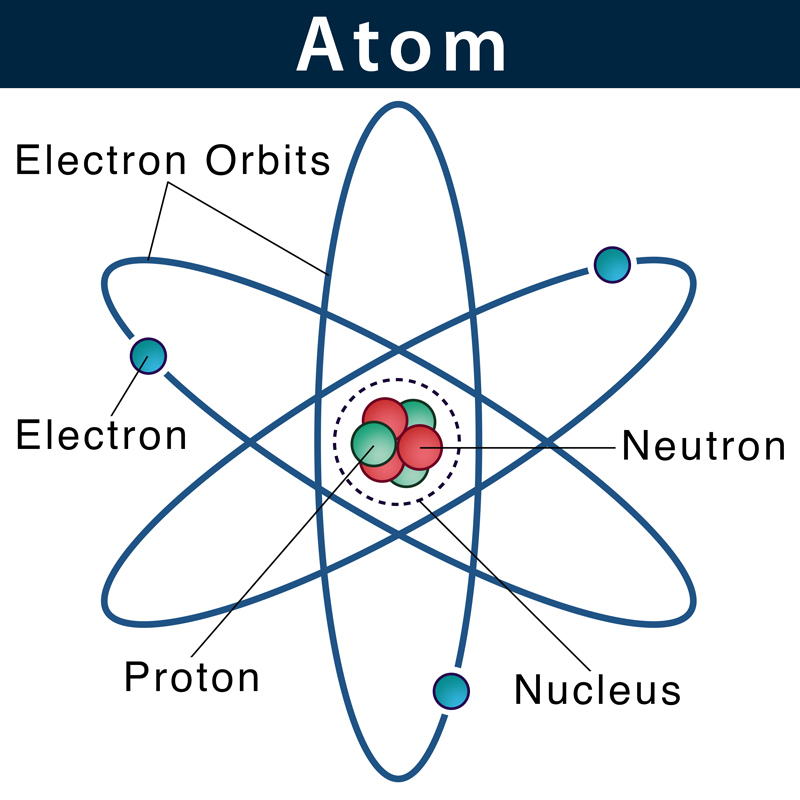 Atom
Electron Orbits
Electron
Neutron
Proton
Nucleus